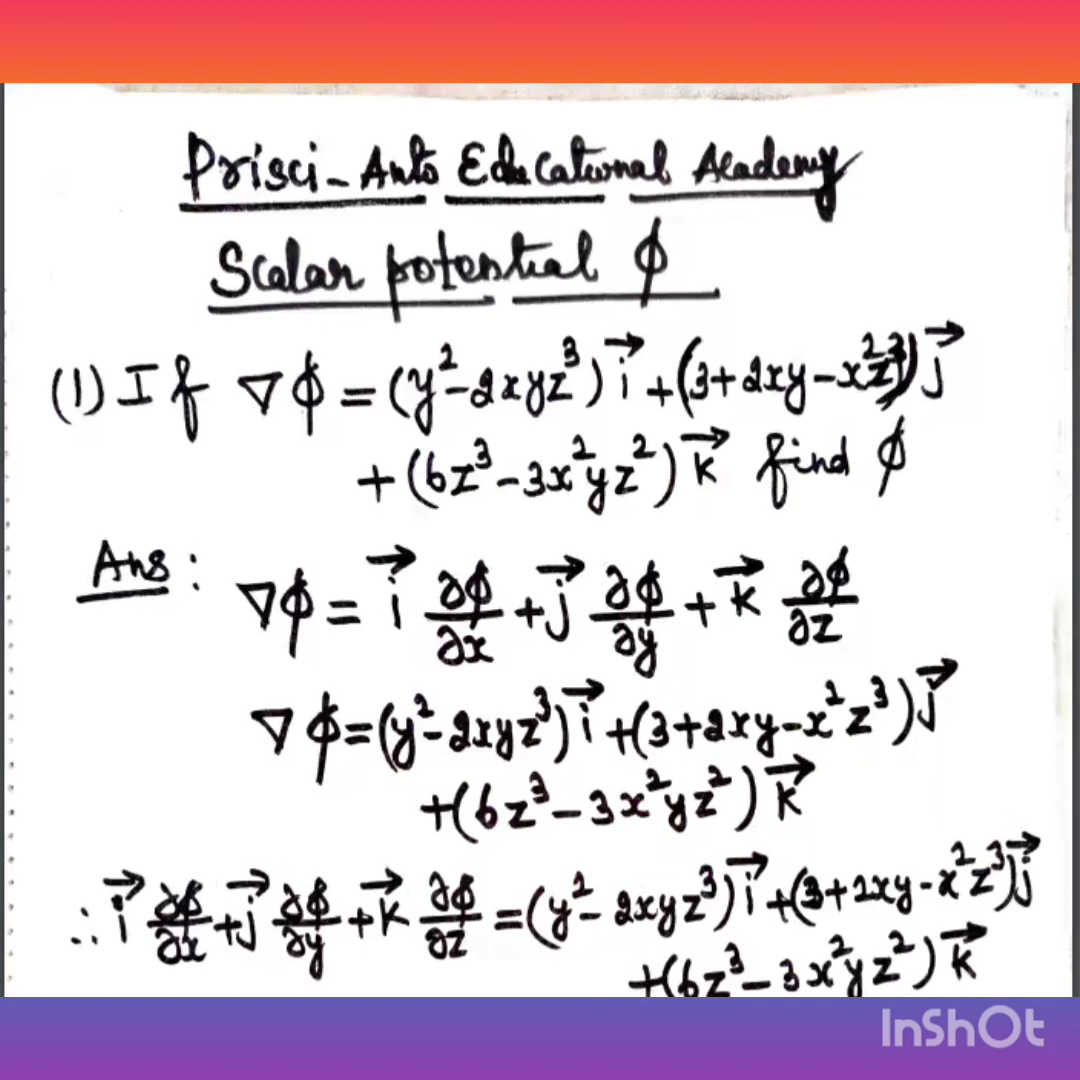 Prisci-Anto Educational Academy
Scalar potential ϕ
(1) If ∇ϕ = (y²-2xyz³)i⃗ +(3+2xy-x²z³)j⃗
+(6z³-3x²yz²)k⃗ find ϕ
Ans: ∇ϕ = i⃗ ∂ϕ/∂x +j⃗ ∂ϕ/∂y +k⃗ ∂ϕ/∂z
∇ϕ=(y²-2xyz³)i⃗ +(3+2xy-x²z³)j⃗
+(6z³-3x²yz²)k⃗
∴ i⃗ ∂ϕ/∂x +j⃗ ∂ϕ/∂y +k⃗ ∂ϕ/∂z =(y²-2xyz³)i⃗ +(3+2xy-x²z³)j⃗
+(6z³-3x²yz²)k⃗
InShOt